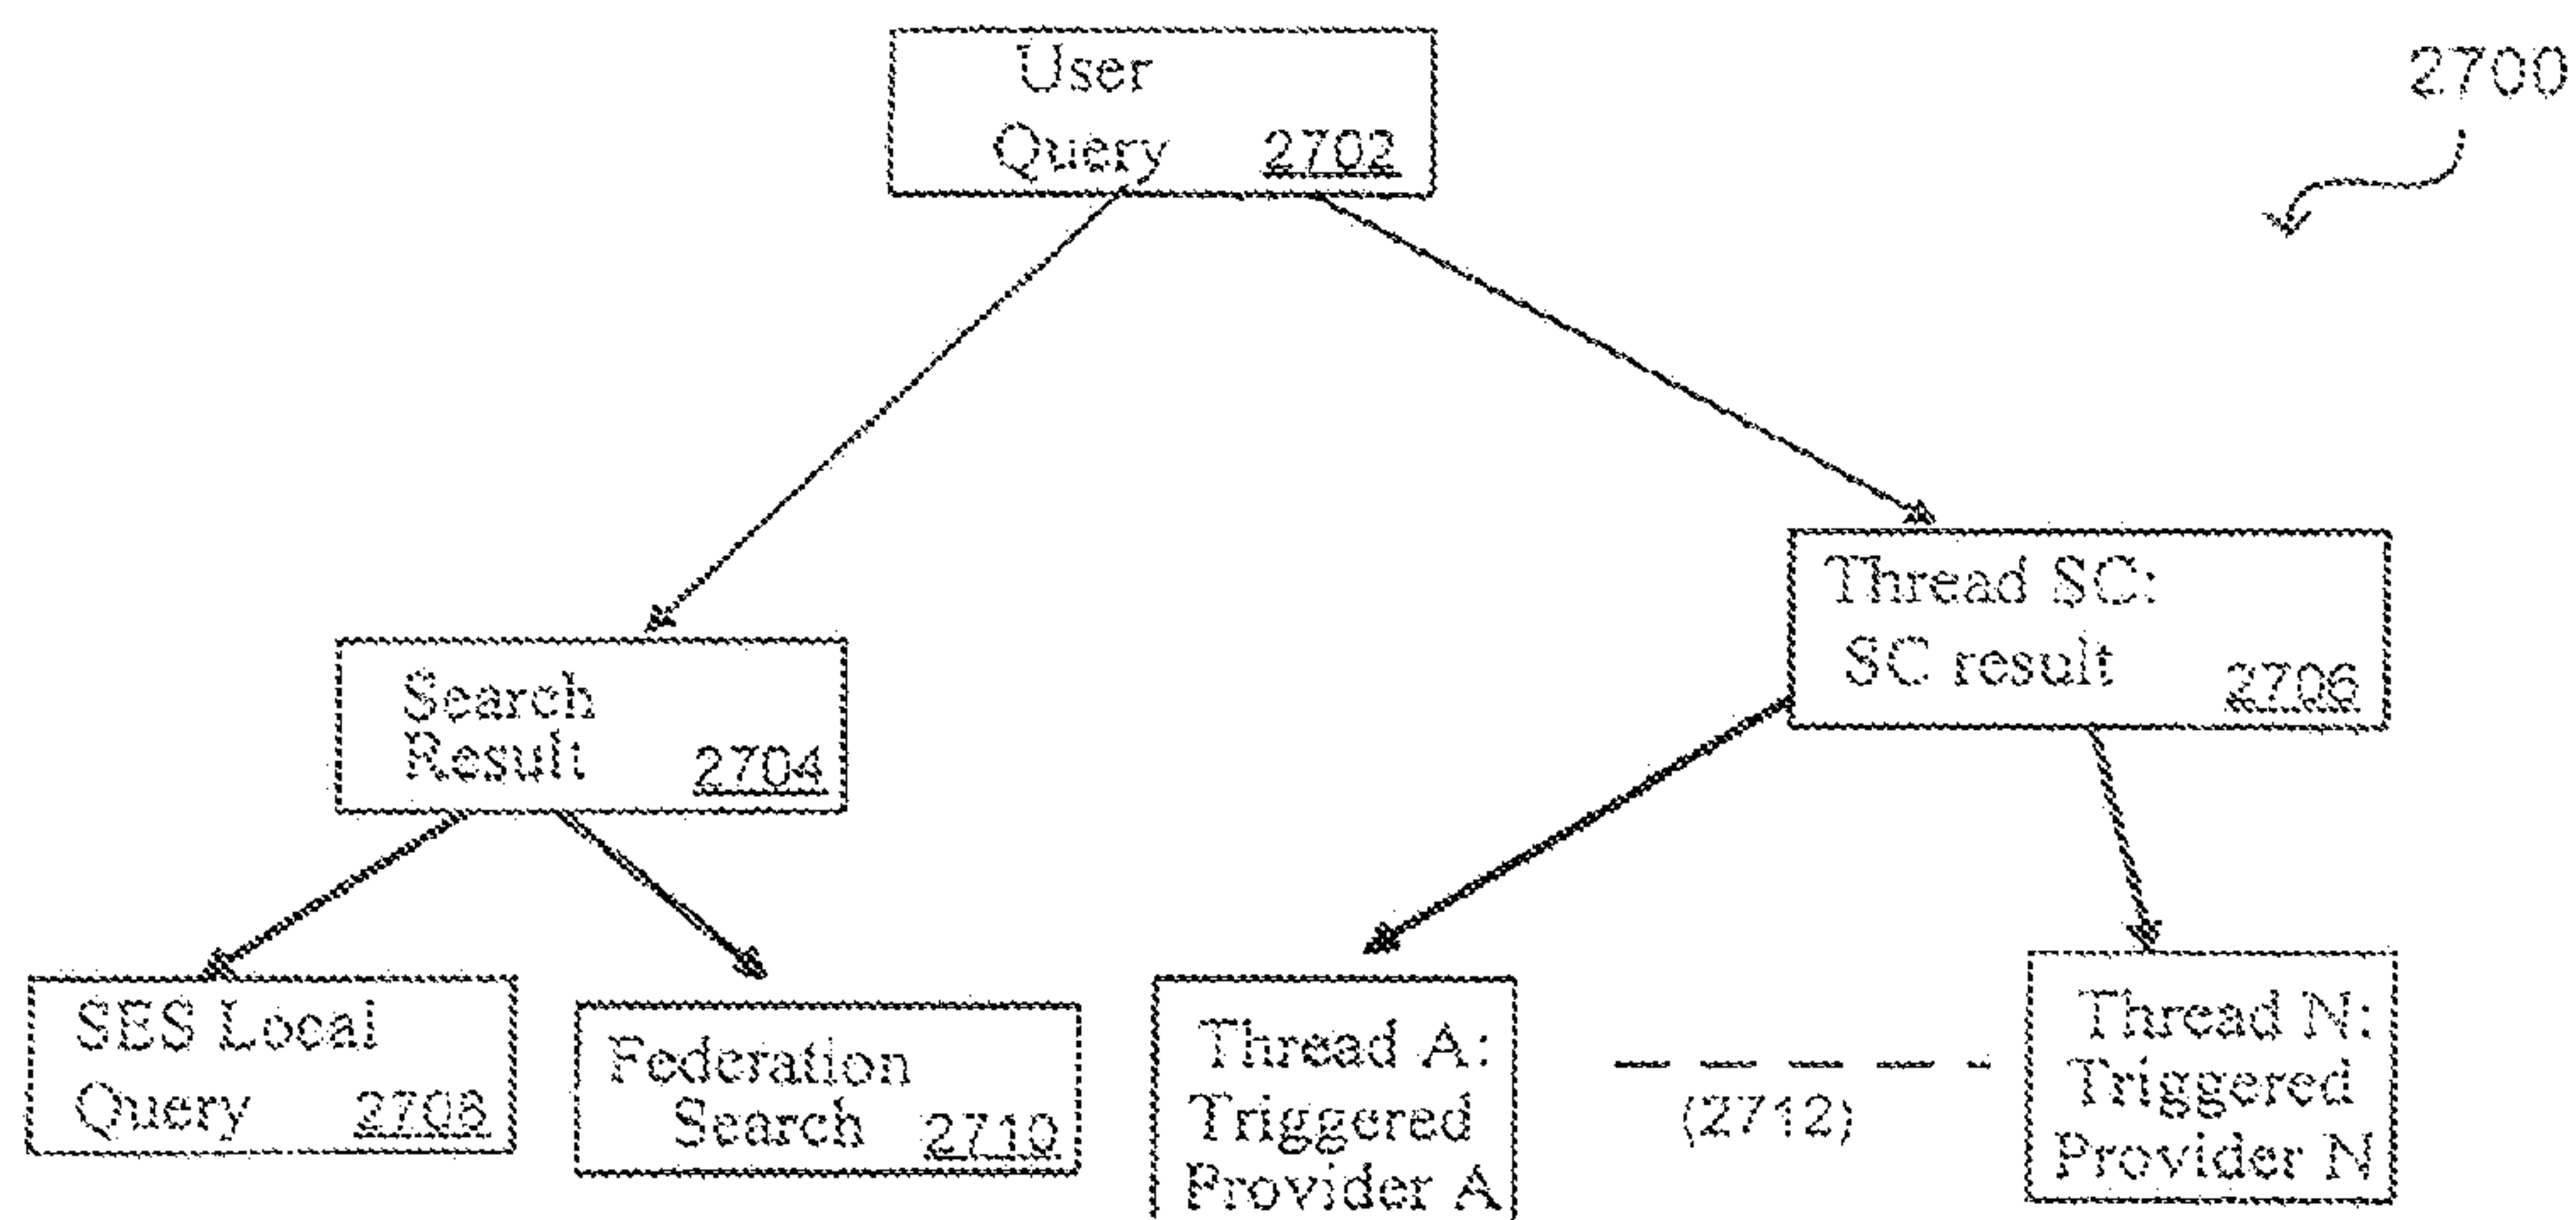 2700
User
Query 2702
Thread SC:
SC result 2706
Search
Result 2704
SES Local
Query 2708
Federation
Search 2710
Thread A:
Triggered
Provider A
(2712)
Thread N:
Triggered
Provider N